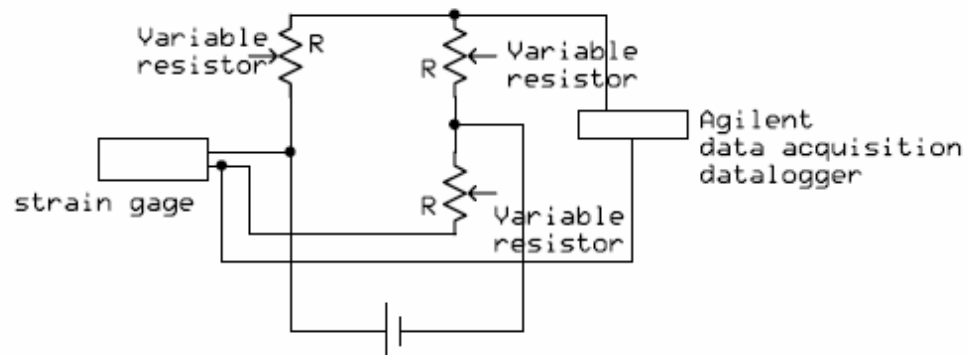 Variable
resistor
R
R
Variable
resistor
Agilent
data acquisition
datalogger
strain gage
R
Variable
resistor